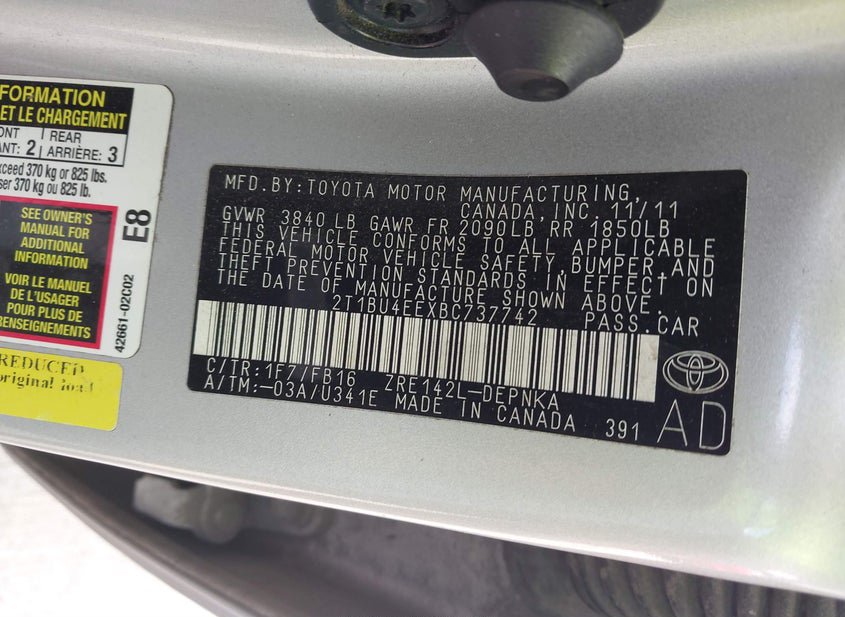 FORMATION
ET LE CHARGEMENT
REAR
ANT: 2 ARRIÈRE: 3
exceed 370 kg or 825 lbs.
ser 370 kg ou 825 lb.
SEE OWNER'S
MANUAL FOR
ADDITIONAL
INFORMATION
VOIR LE MANUEL
DE L'USAGER
POUR PLUS DE
RENSEIGNEMENTS
E8
42661-02C02
REDUCED
original
MFD. BY: TOYOTA MOTOR MANUFACTURING,
CANADA, INC. 11/11
GVWR 3840 LB GAWR FR 2090LB, RR 1850LB
THIS VEHICLE CONFORMS TO ALL APPLICABLE
FEDERAL MOTOR VEHICLE SAFETY, BUMPER, AND
THEFT PREVENTION STANDARDS IN EFFECT ON
THE DATE OF MANUFACTURE SHOWN ABOVE.
2T1BU4EEXBC737742 PASS. CAR
C/TR: 1F7/FB16 ZRE142L-DEPNKA
A/TM: -03A/U341E MADE IN CANADA 391
AD